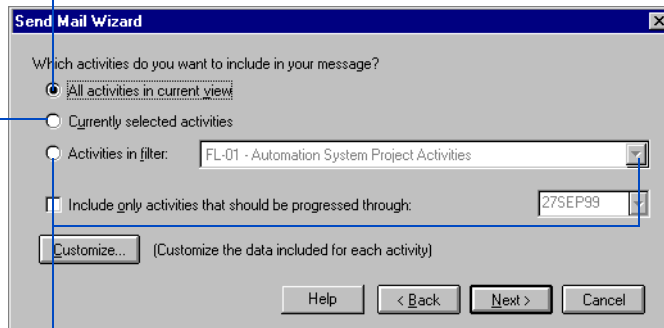 Send Mail Wizard
Which activities do you want to include in your message?
All activities in current view
Currently selected activities
Activities in filter: FL-01 - Automation System Project Activities
Include only activities that should be progressed through: 27SEP99
Customize... (Customize the data included for each activity)
Help < Back Next > Cancel